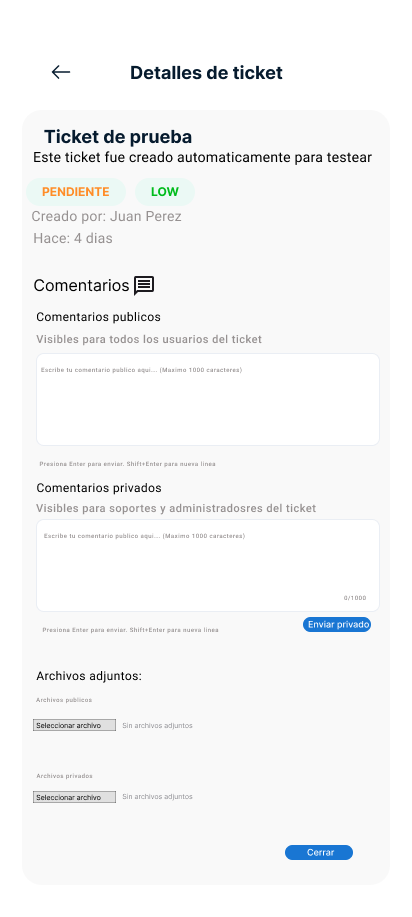 Detalles de ticket
Ticket de prueba
Este ticket fue creado automaticamente para testear
PENDIENTE LOW
Creado por: Juan Perez
Hace: 4 dias
Comentarios
Comentarios publicos
Visibles para todos los usuarios del ticket
Escribe tu comentario publico aqui... (Maximo 1000 caracteres)
Presiona Enter para enviar. Shift+Enter para nueva linea
Comentarios privados
Visibles para soportes y administradosres del ticket
Escribe tu comentario publico aqui... (Maximo 1000 caracteres)
0/1000
Presiona Enter para enviar. Shift+Enter para nueva linea
Enviar privado
Archivos adjuntos:
Archivos publicos
Seleccionar archivo Sin archivos adjuntos
Archivos privados
Seleccionar archivo Sin archivos adjuntos
Cerrar